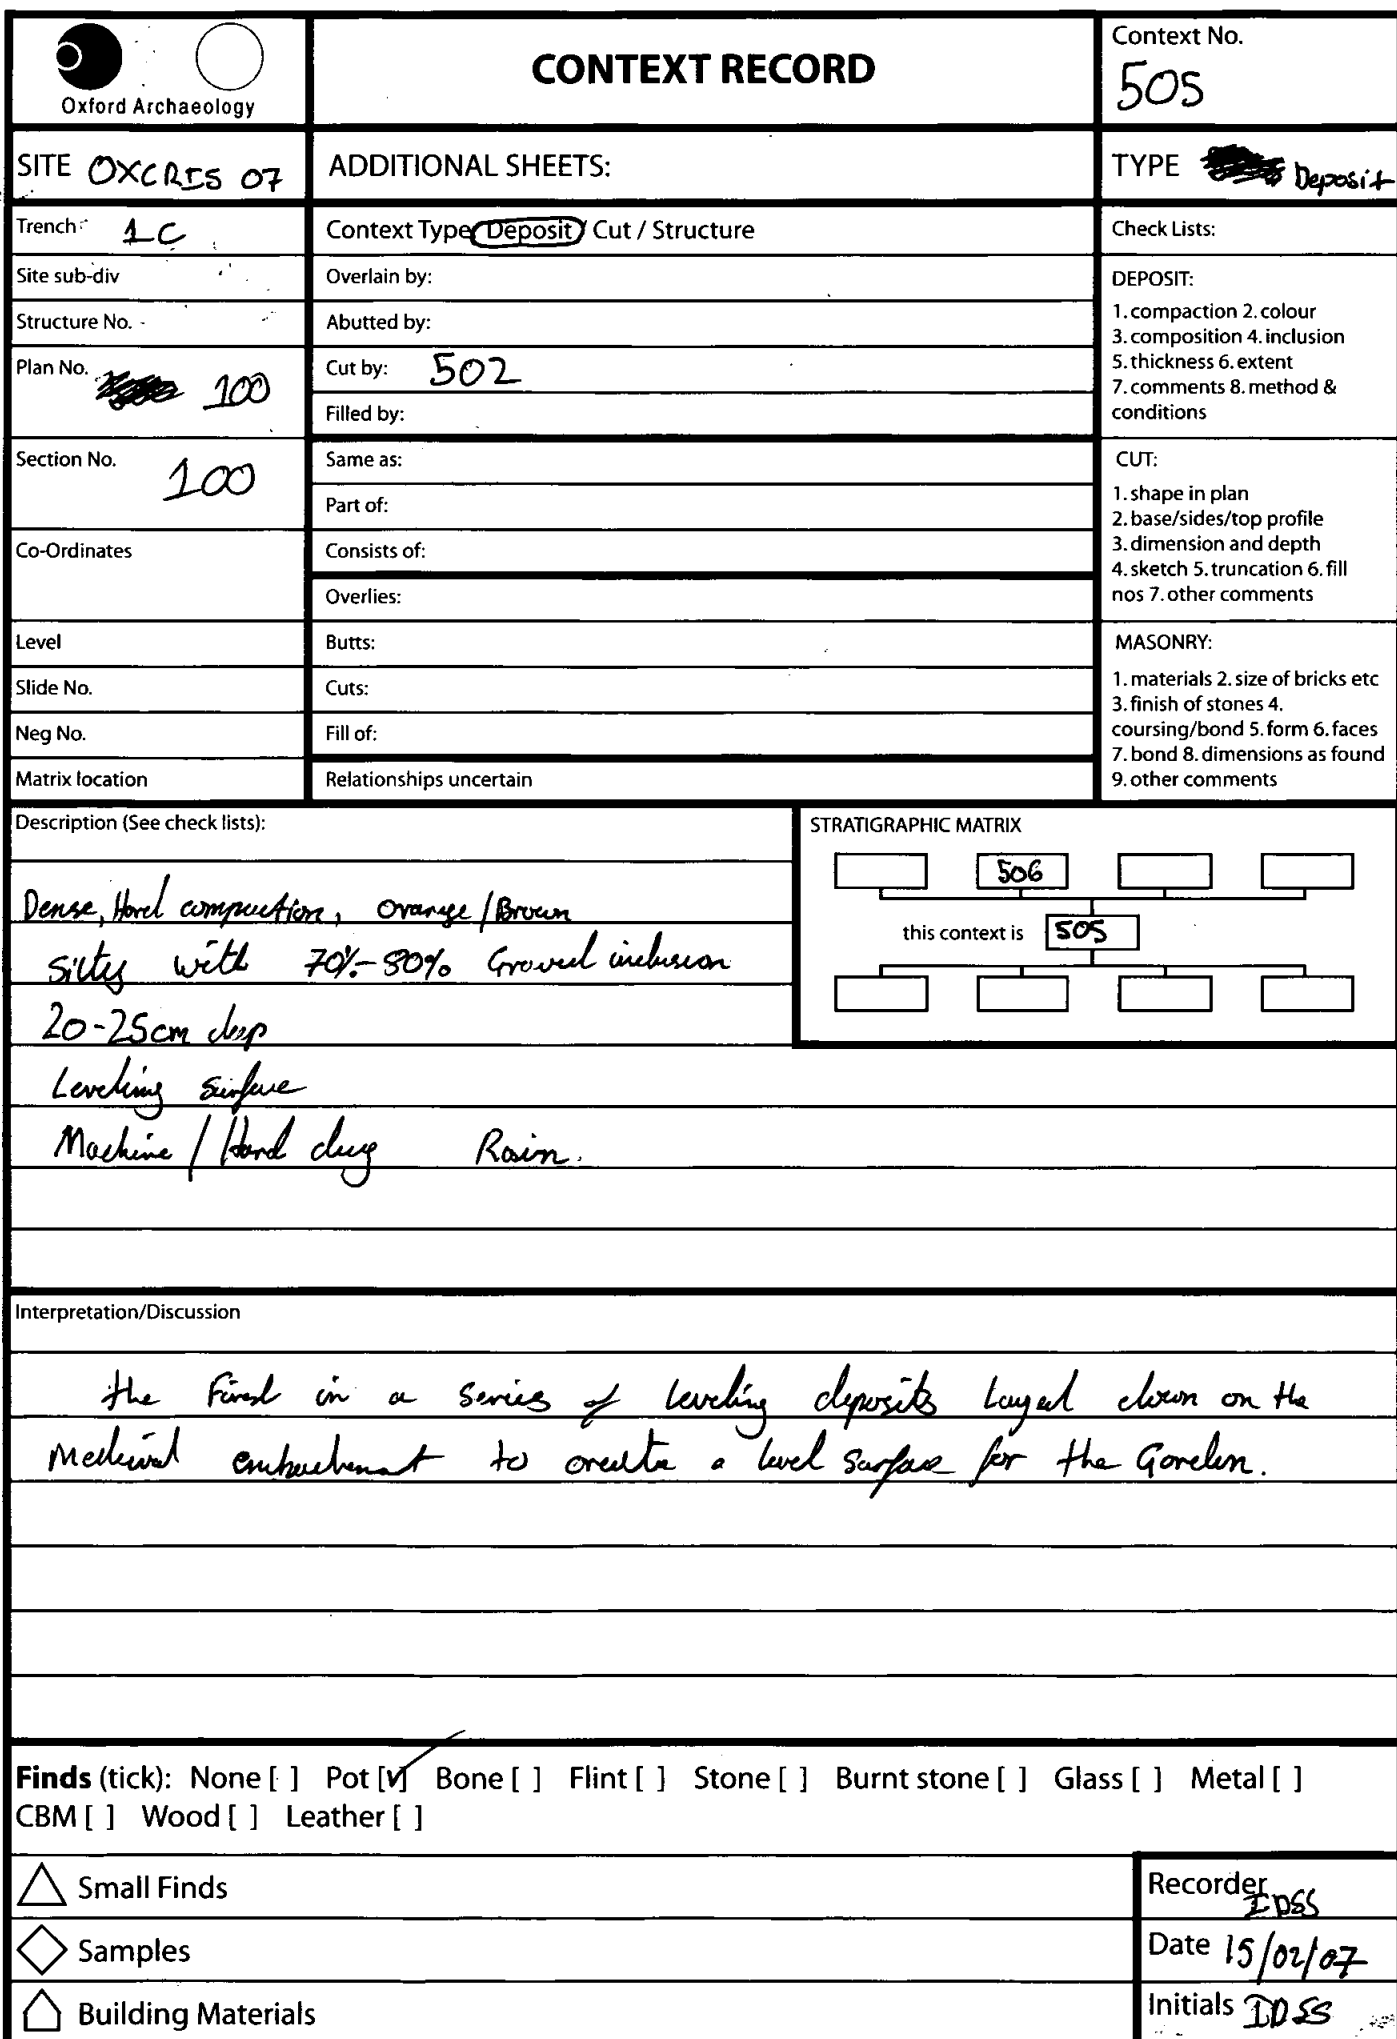 Oxford Archaeology
CONTEXT RECORD
Context No.
505
SITE OXCRIS 07
ADDITIONAL SHEETS:
TYPE Deposit
Trench 1C
Context Type Deposit / Cut / Structure
Check Lists:
Site sub-div
Overlain by:
DEPOSIT:
1. compaction 2. colour
3. composition 4. inclusion
5. thickness 6. extent
7. comments 8. method &
conditions
Structure No.
Abutted by:
Plan No. 100
Cut by: 502
Filled by:
Section No. 100
Same as:
Part of:
CUT:
1. shape in plan
2. base/sides/top profile
3. dimension and depth
4. sketch 5. truncation 6. fill
nos 7. other comments
Co-Ordinates
Consists of:
Overlies:
Level
Butts:
MASONRY:
1. materials 2. size of bricks etc
3. finish of stones 4.
coursing/bond 5. form 6. faces
7. bond 8. dimensions as found
9. other comments
Slide No.
Cuts:
Neg No.
Fill of:
Matrix location
Relationships uncertain
Description (See check lists):
STRATIGRAPHIC MATRIX
506
this context is 505
Dense, Hard compaction, orange / Brown
silty with 70%-80% Gravel inclusion
20-25cm deep
Leveling surface
Machine / Hand dug Rain.
Interpretation/Discussion
the in a series of leveling deposits layed down on the
Medieval embankment to create a level surface for the Garden.
Finds (tick): None [ ] Pot [✓] Bone [ ] Flint [ ] Stone [ ] Burnt stone [ ] Glass [ ] Metal [ ]
CBM [ ] Wood [ ] Leather [ ]
Small Finds
Samples
Building Materials
Recorder IDSS
Date 15/02/07
Initials IDSS